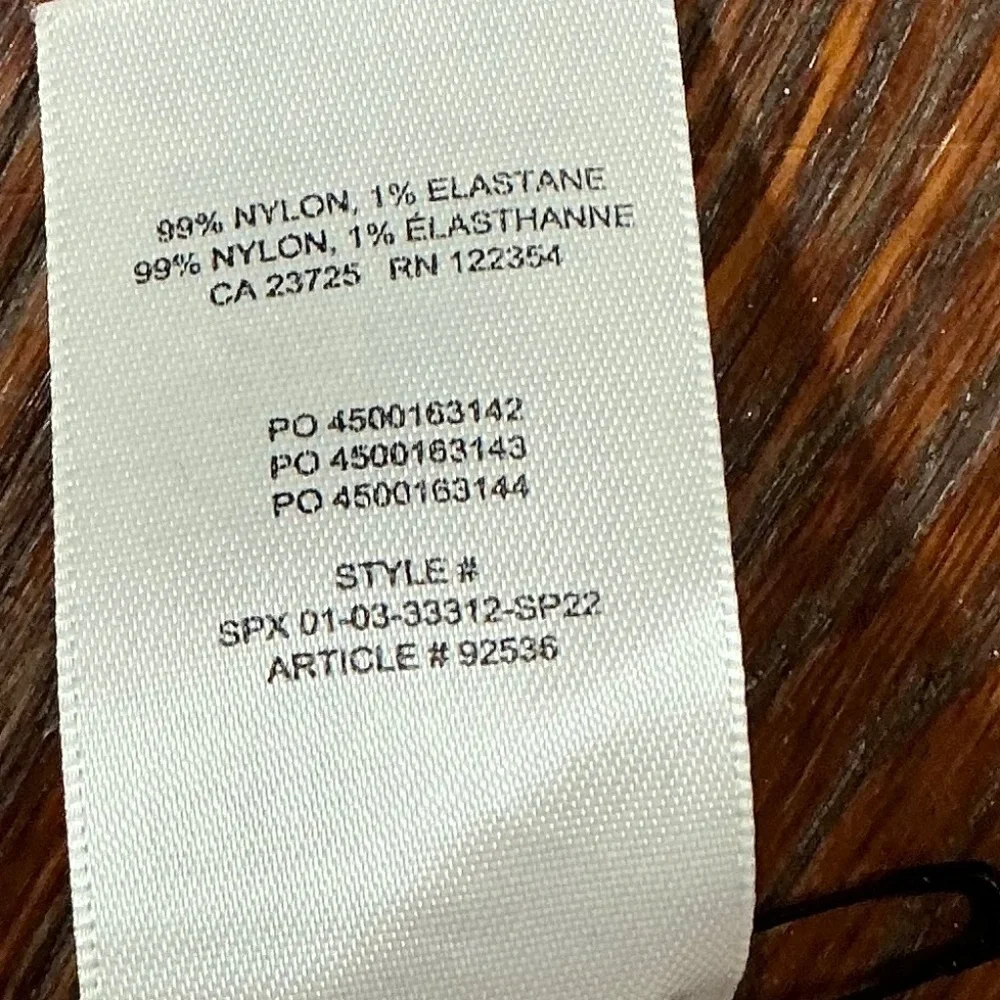 99% NYLON, 1% ELASTANE
99% NYLON, 1% ÉLASTHANNE
CA 23725 RN 122354
PO 4500163142
PO 4500163143
PO 4500163144
STYLE #
SPX 01-03-33312-SP22
ARTICLE # 92536